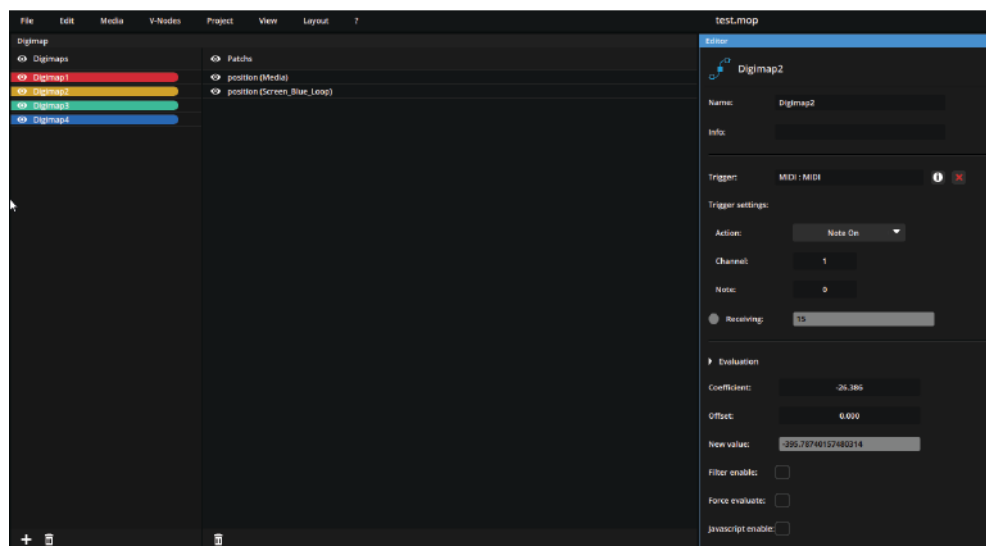 File Edit Media V-Nodes Project View Layout ? test.mop
Digimap
Digimaps
Digimap1
Digimap2
Digimap3
Digimap4
Patchs
position (Media)
position (Screen_Blue_Loop)
Editor
Digimap2
Name: Digimap2
Info:
Trigger: MIDI : MIDI
Trigger settings:
Action: Note On
Channel: 1
Note: 0
Receiving: 15
Evaluation
Coefficient: -26.386
Offset: 0.000
New value: -395.78740157480314
Filter enable:
Force evaluate:
Javascript enable: